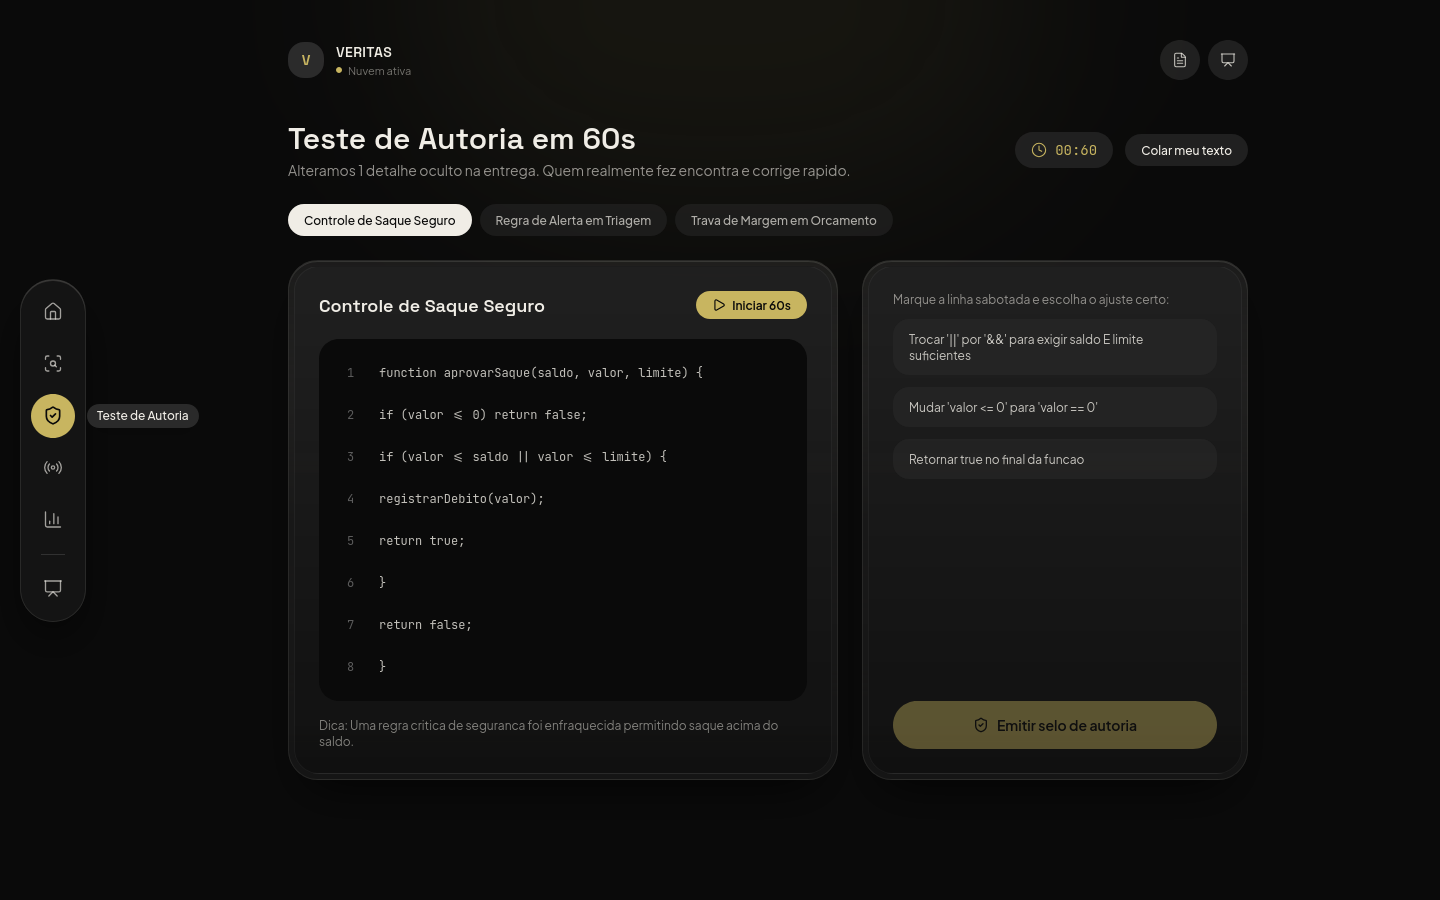 V
VERITAS
Nuvem ativa
Teste de Autoria em 60s
Alteramos 1 detalhe oculto na entrega. Quem realmente fez encontra e corrige rapido.
00:60
Colar meu texto
Controle de Saque Seguro
Regra de Alerta em Triagem
Trava de Margem em Orcamento
Teste de Autoria
Controle de Saque Seguro
Iniciar 60s
1 function aprovarSaque(saldo, valor, limite) {
2 if (valor <= 0) return false;
3 if (valor <= saldo || valor <= limite) {
4 registrarDebito(valor);
5 return true;
6 }
7 return false;
8 }
Dica: Uma regra critica de seguranca foi enfraquecida permitindo saque acima do
saldo.
Marque a linha sabotada e escolha o ajuste certo:
Trocar '||' por '&&' para exigir saldo E limite
suficientes
Mudar 'valor <= 0' para 'valor == 0'
Retornar true no final da funcao
Emitir selo de autoria